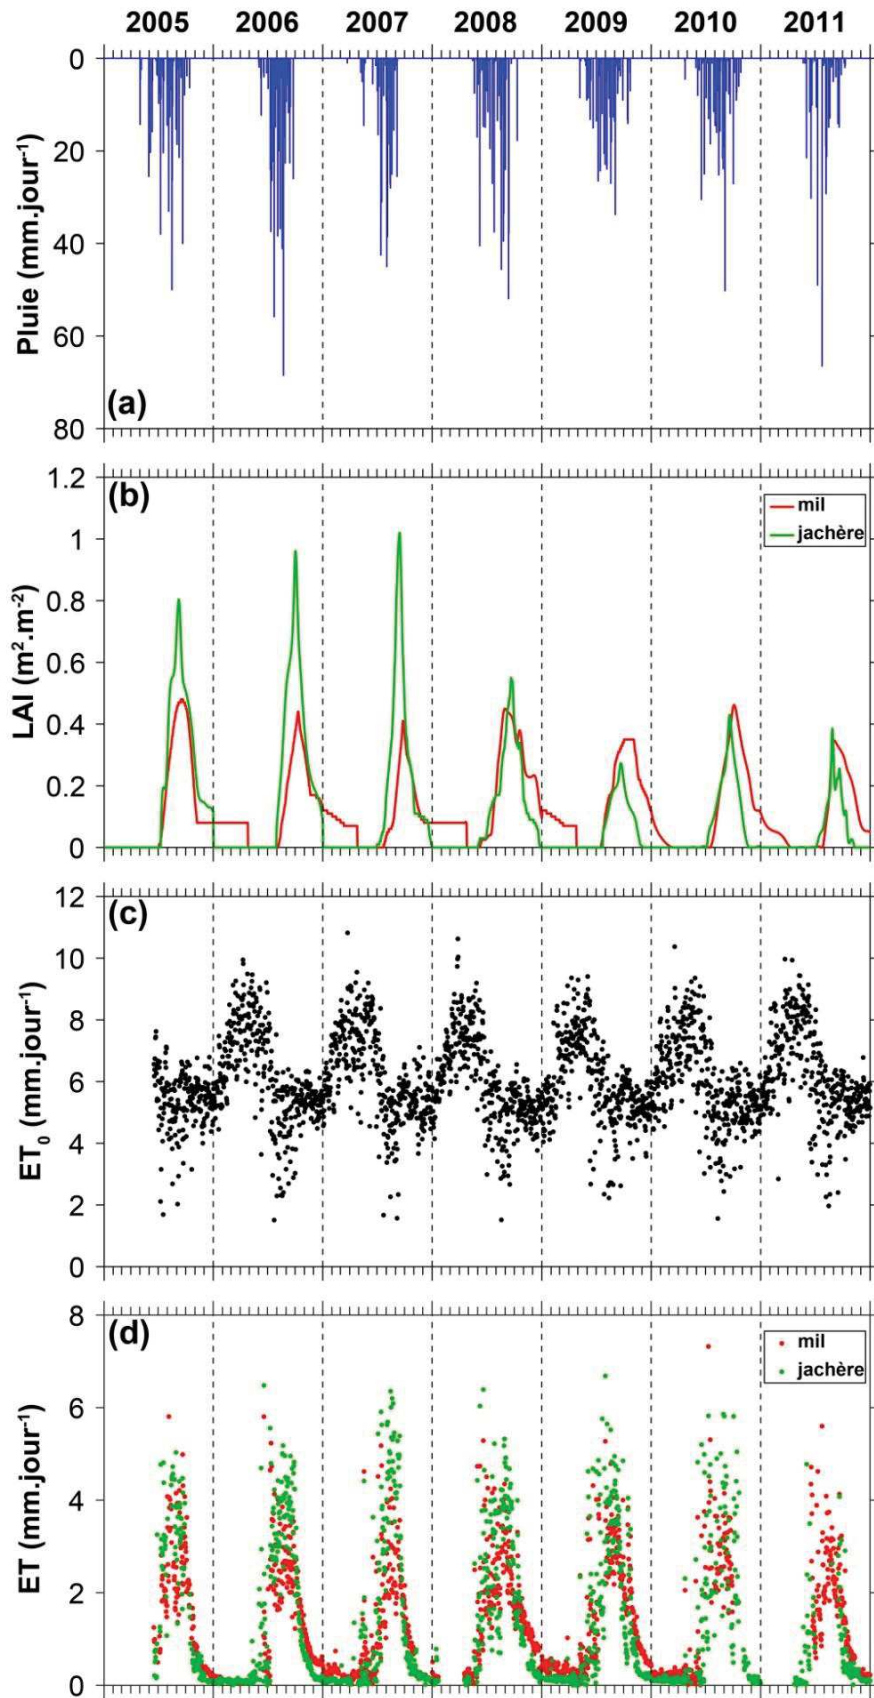 2005 2006 2007 2008 2009 2010 2011
0
20
40
60
80
Pluie (mm.jour⁻¹)
(a)
1.2
1
0.8
0.6
0.4
0.2
0
LAI (m².m⁻²)
(b)
mil
jachère
12
10
8
6
4
2
0
ET₀ (mm.jour⁻¹)
(c)
8
6
4
2
0
ET (mm.jour⁻¹)
(d)
mil
jachère